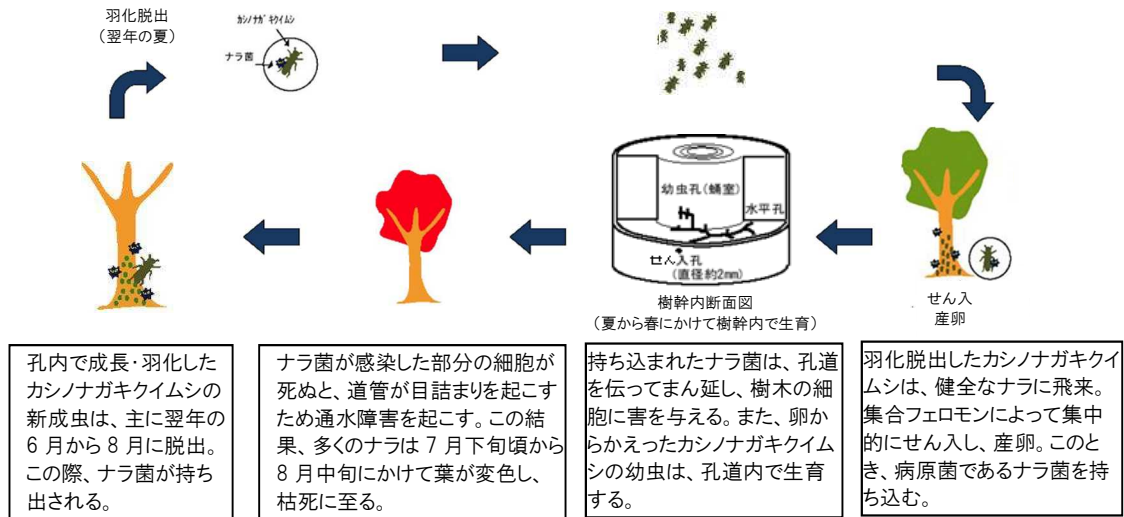 羽化脱出
（翌年の夏）
カシノナガキクイムシ
ナラ菌
幼虫孔(蛹室)
水平孔
せん入孔
(直径約2mm)
樹幹内断面図
（夏から春にかけて樹幹内で生育）
せん入
産卵
孔内で成長・羽化した
カシノナガキクイムシの
新成虫は、主に翌年の
６月から８月に脱出。
この際、ナラ菌が持ち
出される。
ナラ菌が感染した部分の細胞が
死ぬと、道管が目詰まりを起こす
ため通水障害を起こす。この結
果、多くのナラは７月下旬頃から
８月中旬にかけて葉が変色し、
枯死に至る。
持ち込まれたナラ菌は、孔道
を伝ってまん延し、樹木の細
胞に害を与える。また、卵か
らかえったカシノナガキクイム
シの幼虫は、孔道内で生育
する。
羽化脱出したカシノナガキクイ
ムシは、健全なナラに飛来。
集合フェロモンによって集中
的にせん入し、産卵。このと
き、病原菌であるナラ菌を持
ち込む。